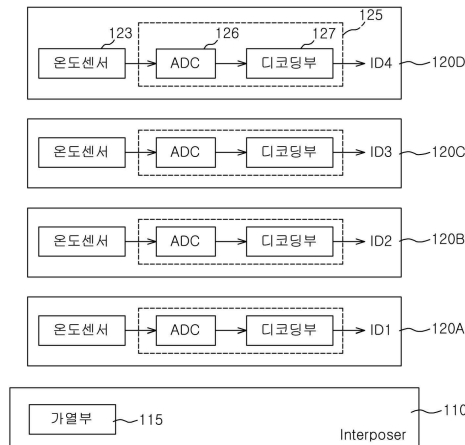 123 126 127 125
온도센서 ADC 디코딩부 ID4 120D
온도센서 ADC 디코딩부 ID3 120C
온도센서 ADC 디코딩부 ID2 120B
온도센서 ADC 디코딩부 ID1 120A
가열부 115 110
Interposer